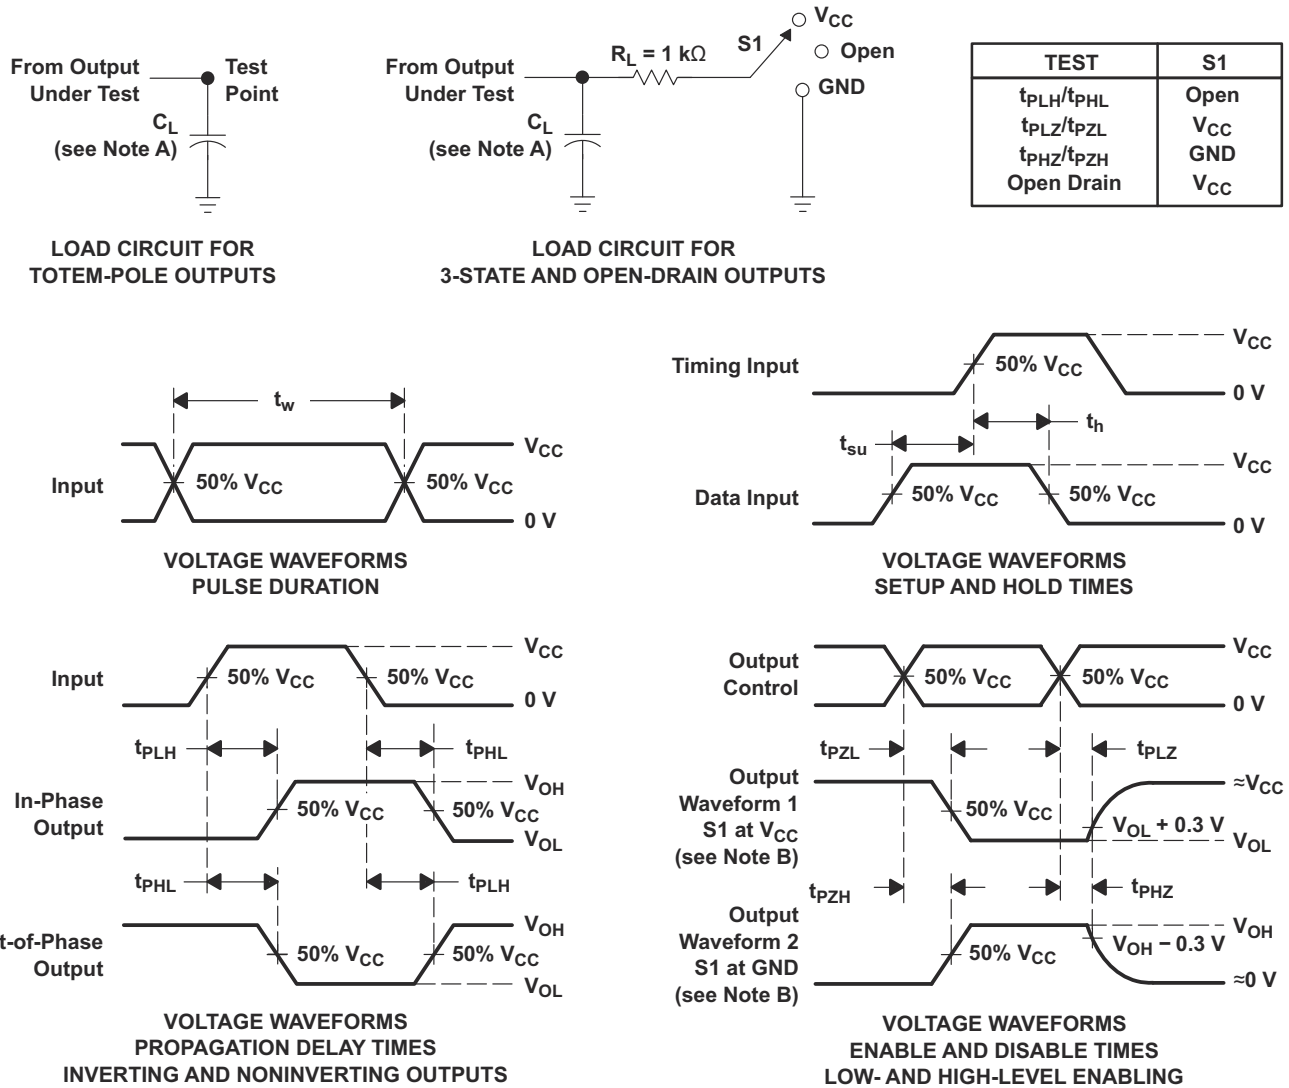 From Output
Under Test
Test
Point
CL
(see Note A)
LOAD CIRCUIT FOR
TOTEM-POLE OUTPUTS
From Output
Under Test
RL = 1 kΩ
S1
VCC
Open
GND
CL
(see Note A)
LOAD CIRCUIT FOR
3-STATE AND OPEN-DRAIN OUTPUTS
TEST S1
tPLH/tPHL Open
tPLZ/tPZL VCC
tPHZ/tPZH GND
Open Drain VCC
tw
Input
50% VCC
50% VCC
VCC
0 V
VOLTAGE WAVEFORMS
PULSE DURATION
Timing Input
50% VCC
VCC
0 V
tsu
th
Data Input
50% VCC
50% VCC
VCC
0 V
VOLTAGE WAVEFORMS
SETUP AND HOLD TIMES
Input
50% VCC
50% VCC
VCC
0 V
tPLH
tPHL
In-Phase
Output
50% VCC
50% VCC
VOH
VOL
tPHL
tPLH
t-of-Phase
Output
50% VCC
50% VCC
VOH
VOL
VOLTAGE WAVEFORMS
PROPAGATION DELAY TIMES
INVERTING AND NONINVERTING OUTPUTS
Output
Control
50% VCC
50% VCC
VCC
0 V
tPZL
tPLZ
Output
Waveform 1
S1 at VCC
(see Note B)
50% VCC
≈VCC
VOL + 0.3 V
VOL
tPZH
tPHZ
Output
Waveform 2
S1 at GND
(see Note B)
50% VCC
VOH
VOH − 0.3 V
≈0 V
VOLTAGE WAVEFORMS
ENABLE AND DISABLE TIMES
LOW- AND HIGH-LEVEL ENABLING